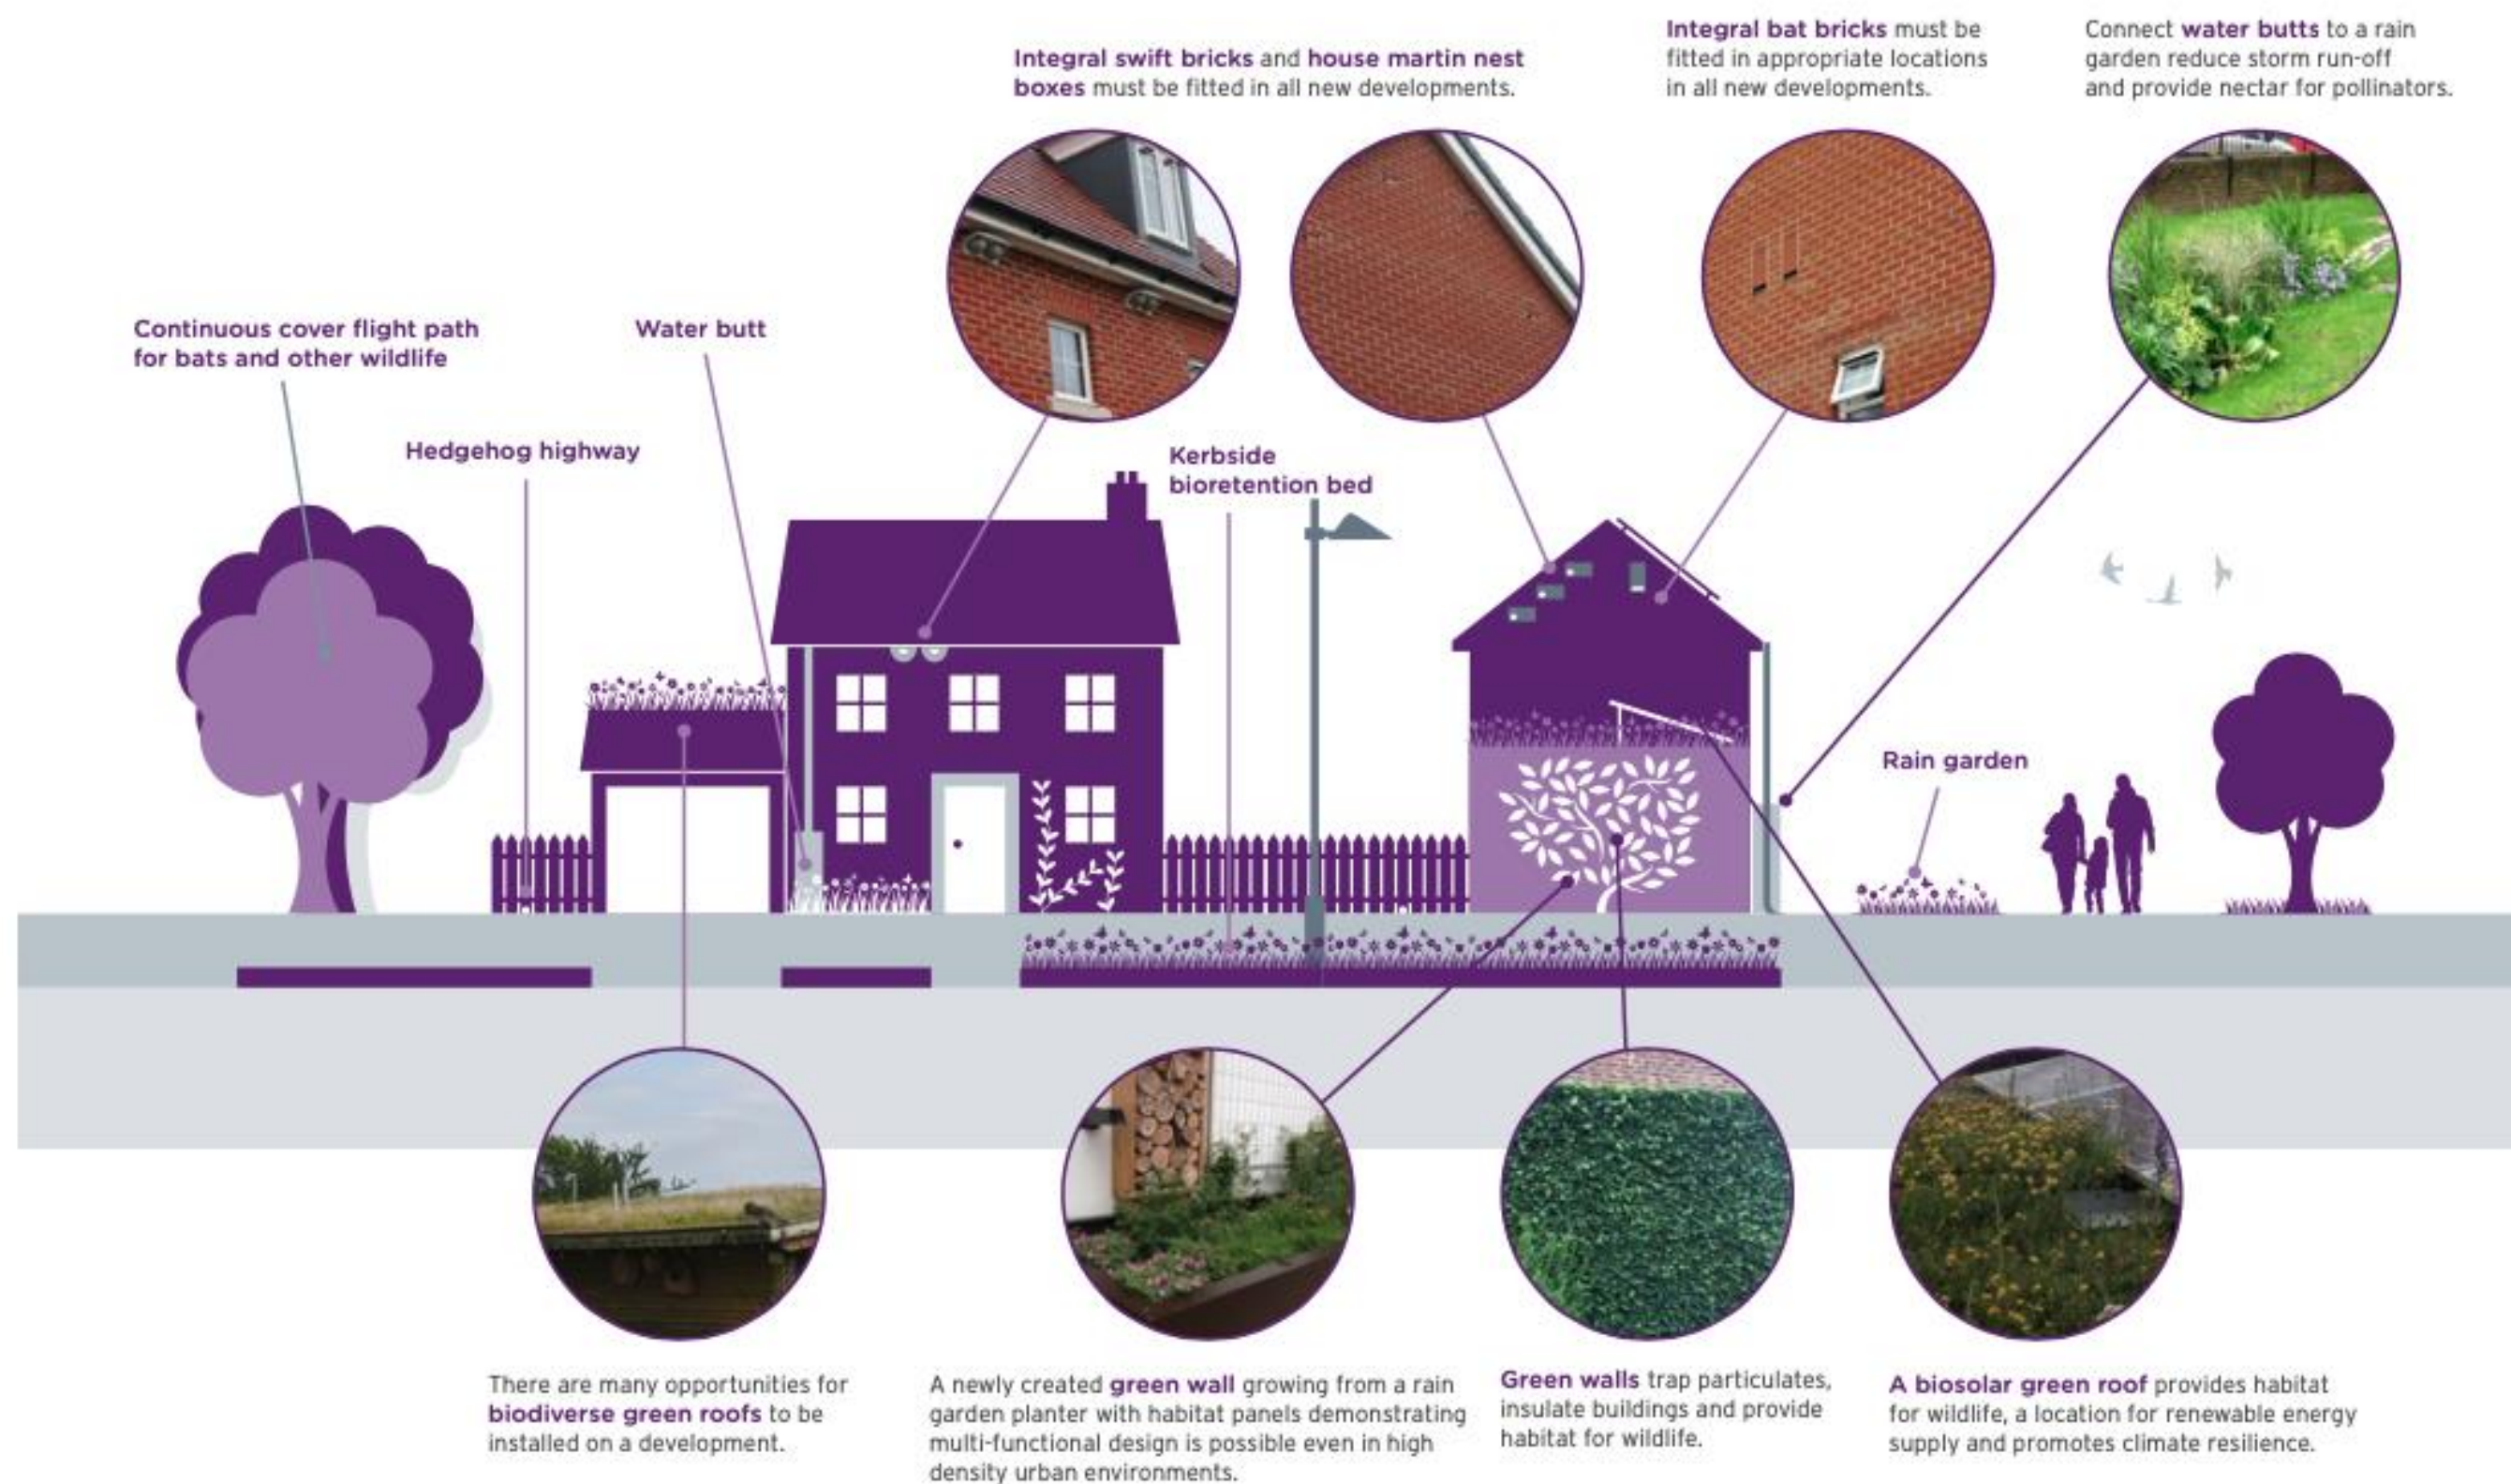 Integral swift bricks and house martin nest
boxes must be fitted in all new developments.
Integral bat bricks must be
fitted in appropriate locations
in all new developments.
Connect water butts to a rain
garden reduce storm run-off
and provide nectar for pollinators.
Continuous cover flight path
for bats and other wildlife
Water butt
Hedgehog highway
Kerbside
bioretention bed
Rain garden
There are many opportunities for
biodiverse green roofs to be
installed on a development.
A newly created green wall growing from a rain
garden planter with habitat panels demonstrating
multi-functional design is possible even in high
density urban environments.
Green walls trap particulates,
insulate buildings and provide
habitat for wildlife.
A biosolar green roof provides habitat
for wildlife, a location for renewable energy
supply and promotes climate resilience.